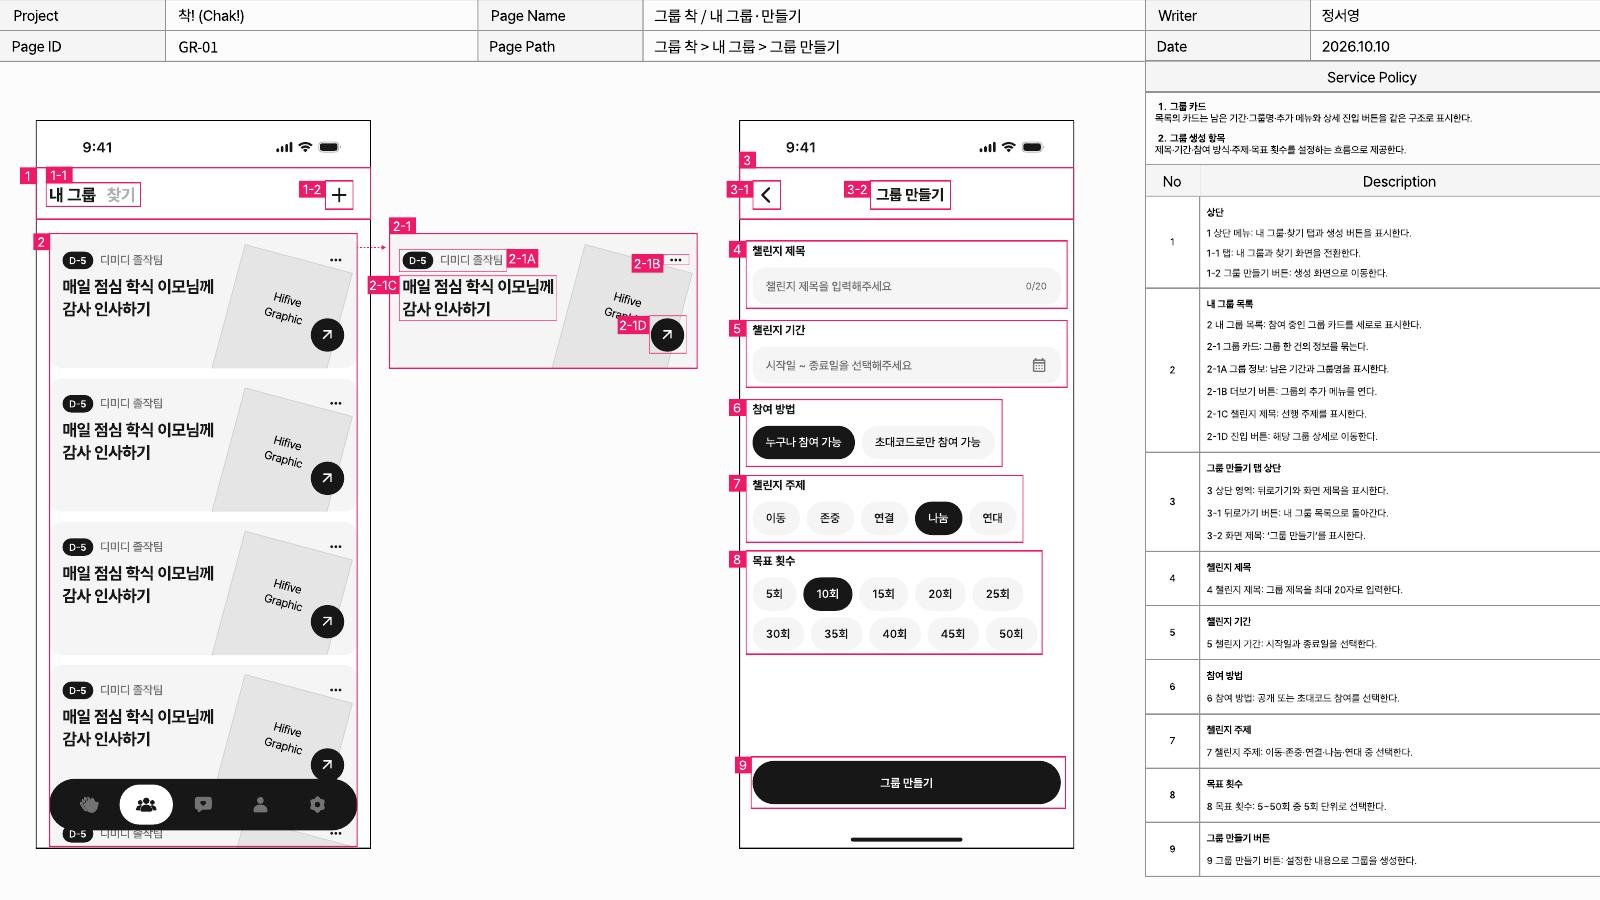 Project
착! (Chak!)
Page Name
그룹 착 / 내 그룹·만들기
Writer
정서영
Page ID
GR-01
Page Path
그룹 착 > 내 그룹 > 그룹 만들기
Date
2026.10.10
9:41
1
1-1
내 그룹 찾기
1-2
2
D-5 디미디 졸작팀
매일 점심 학식 이모님께
감사 인사하기
Hifive
Graphic
D-5 디미디 졸작팀
매일 점심 학식 이모님께
감사 인사하기
Hifive
Graphic
D-5 디미디 졸작팀
매일 점심 학식 이모님께
감사 인사하기
Hifive
Graphic
D-5 디미디 졸작팀
매일 점심 학식 이모님께
감사 인사하기
Hifive
Graphic
D-5 디미디 졸작팀
2-1
D-5 디미디 졸작팀
2-1A
2-1B
2-1C
매일 점심 학식 이모님께
감사 인사하기
Hifive
Graphic
2-1D
9:41
3
3-1
3-2
그룹 만들기
4
챌린지 제목
챌린지 제목을 입력해주세요
0/20
5
챌린지 기간
시작일 ~ 종료일을 선택해주세요
6
참여 방법
누구나 참여 가능 초대코드로만 참여 가능
7
챌린지 주제
이동 존중 연결 나눔 연대
8
목표 횟수
5회 10회 15회 20회 25회
30회 35회 40회 45회 50회
9
그룹 만들기
Service Policy
1. 그룹 카드
목록의 카드는 남은 기간·그룹명·추가 메뉴와 상세 진입 버튼을 같은 구조로 표시한다.
2. 그룹 생성 항목
제목·기간·참여 방식·주제·목표 횟수를 설정하는 흐름으로 제공한다.
No
Description
1
상단
1 상단 메뉴: 내 그룹·찾기 탭과 생성 버튼을 표시한다.
1-1 탭: 내 그룹과 찾기 화면을 전환한다.
1-2 그룹 만들기 버튼: 생성 화면으로 이동한다.
2
내 그룹 목록
2 내 그룹 목록: 참여 중인 그룹 카드를 세로로 표시한다.
2-1 그룹 카드: 그룹 한 건의 정보를 묶는다.
2-1A 그룹 정보: 남은 기간과 그룹명을 표시한다.
2-1B 더보기 버튼: 그룹의 추가 메뉴를 연다.
2-1C 챌린지 제목: 선행 주제를 표시한다.
2-1D 진입 버튼: 해당 그룹 상세로 이동한다.
3
그룹 만들기 탭 상단
3 상단 영역: 뒤로가기와 화면 제목을 표시한다.
3-1 뒤로가기 버튼: 내 그룹 목록으로 돌아간다.
3-2 화면 제목: ‘그룹 만들기’를 표시한다.
4
챌린지 제목
4 챌린지 제목: 그룹 제목을 최대 20자로 입력한다.
5
챌린지 기간
5 챌린지 기간: 시작일과 종료일을 선택한다.
6
참여 방법
6 참여 방법: 공개 또는 초대코드 참여를 선택한다.
7
챌린지 주제
7 챌린지 주제: 이동·존중·연결·나눔·연대 중 선택한다.
8
목표 횟수
8 목표 횟수: 5~50회 중 5회 단위로 선택한다.
9
그룹 만들기 버튼
9 그룹 만들기 버튼: 설정한 내용으로 그룹을 생성한다.